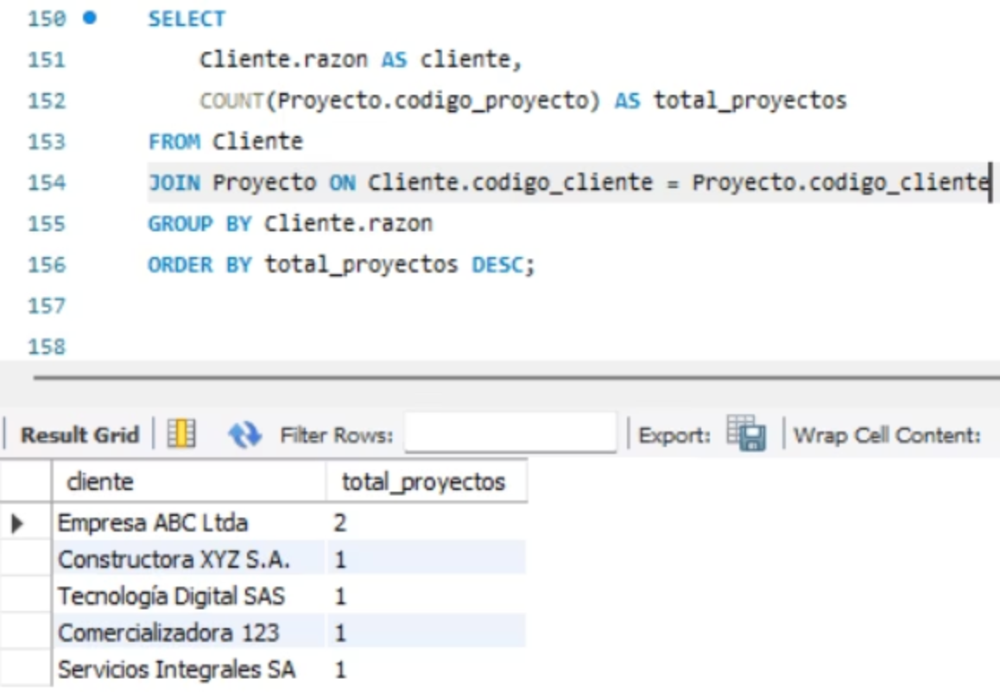 150 SELECT
151 Cliente.razon AS cliente,
152 COUNT(Proyecto.codigo_proyecto) AS total_proyectos
153 FROM Cliente
154 JOIN Proyecto ON Cliente.codigo_cliente = Proyecto.codigo_cliente
155 GROUP BY Cliente.razon
156 ORDER BY total_proyectos DESC;
157
158
Result Grid Filter Rows: Export: Wrap Cell Content:
cliente total_proyectos
Empresa ABC Ltda 2
Constructora XYZ S.A. 1
Tecnología Digital SAS 1
Comercializadora 123 1
Servicios Integrales SA 1